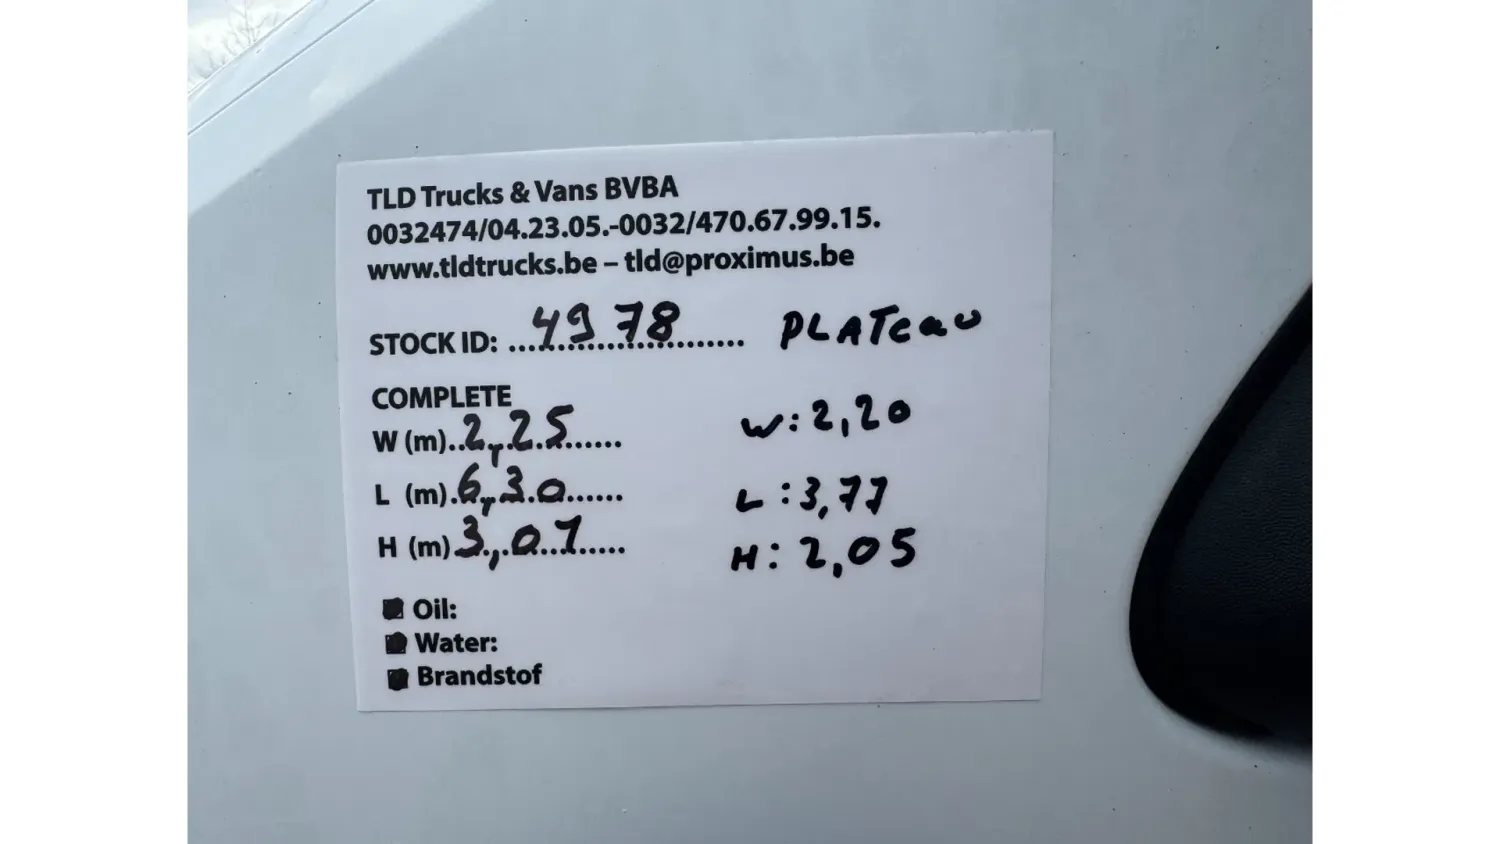 TLD Trucks & Vans BVBA
0032474/04.23.05.-0032/470.67.99.15.
www.tldtrucks.be – tld@proximus.be
STOCK ID: 4978 PLATeau
COMPLETE
W (m) 2,25 W: 2,20
L (m) 6,30 L: 3,77
H (m) 3,07 H: 2,05
Oil:
Water:
Brandstof